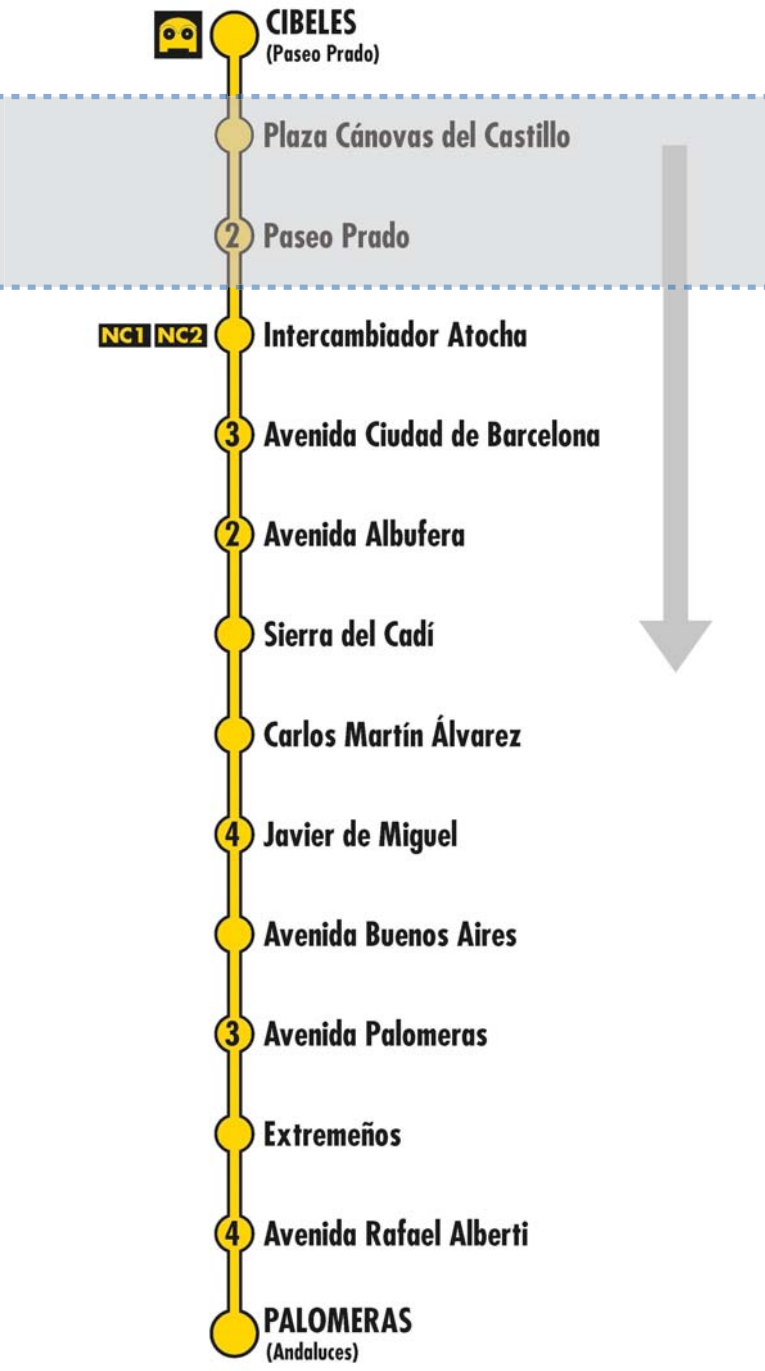 CIBELES
(Paseo Prado)
Plaza Cánovas del Castillo
2 Paseo Prado
NC1 NC2 Intercambiador Atocha
3 Avenida Ciudad de Barcelona
2 Avenida Albufera
Sierra del Cadí
Carlos Martín Álvarez
4 Javier de Miguel
Avenida Buenos Aires
3 Avenida Palomeras
Extremeños
4 Avenida Rafael Alberti
PALOMERAS
(Andaluces)